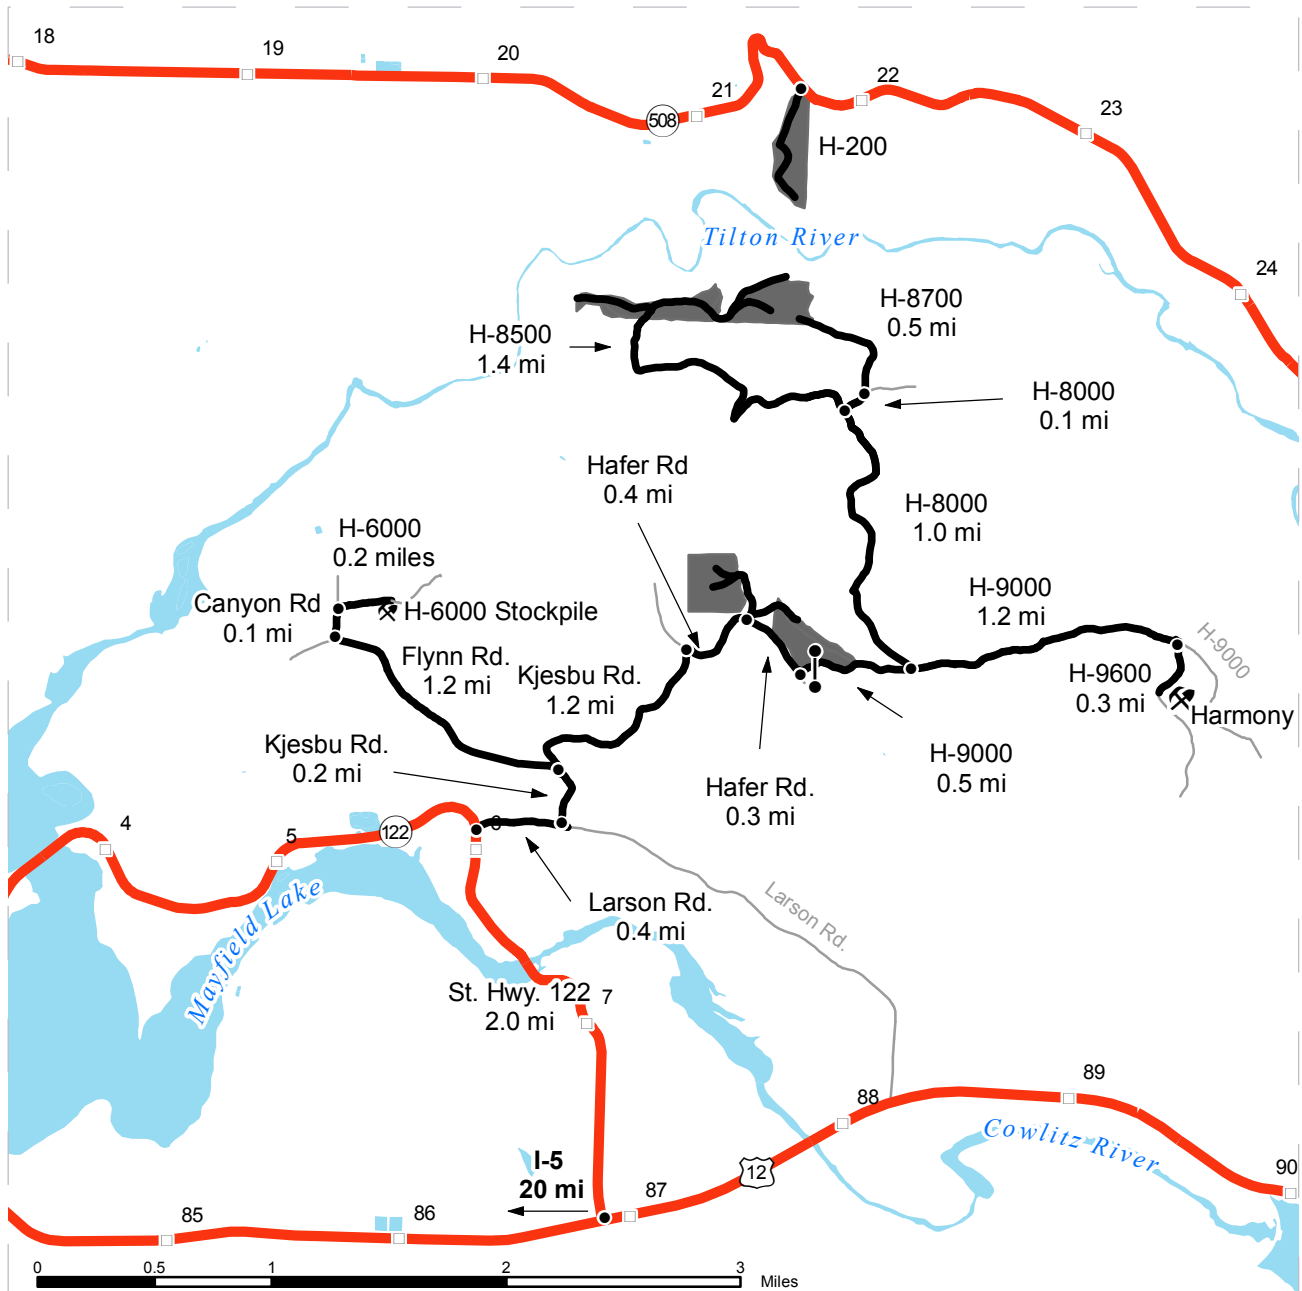 18
19
20
21
22
23
24
508
H-200
Tilton River
H-8700
0.5 mi
H-8500
1.4 mi
H-8000
0.1 mi
Hafer Rd
0.4 mi
H-8000
1.0 mi
H-6000
0.2 miles
H-9000
1.2 mi
Canyon Rd
0.1 mi
H-6000 Stockpile
H-9000
Flynn Rd.
1.2 mi
Kjesbu Rd.
1.2 mi
H-9600
0.3 mi
Harmony
Kjesbu Rd.
0.2 mi
Hafer Rd.
0.3 mi
H-9000
0.5 mi
4
5
122
6
Mayfield Lake
Larson Rd.
0.4 mi
Larson Rd.
St. Hwy. 122
2.0 mi
7
88
89
Cowlitz River
I-5
20 mi
12
90
85
86
87
0
0.5
1
2
3
Miles